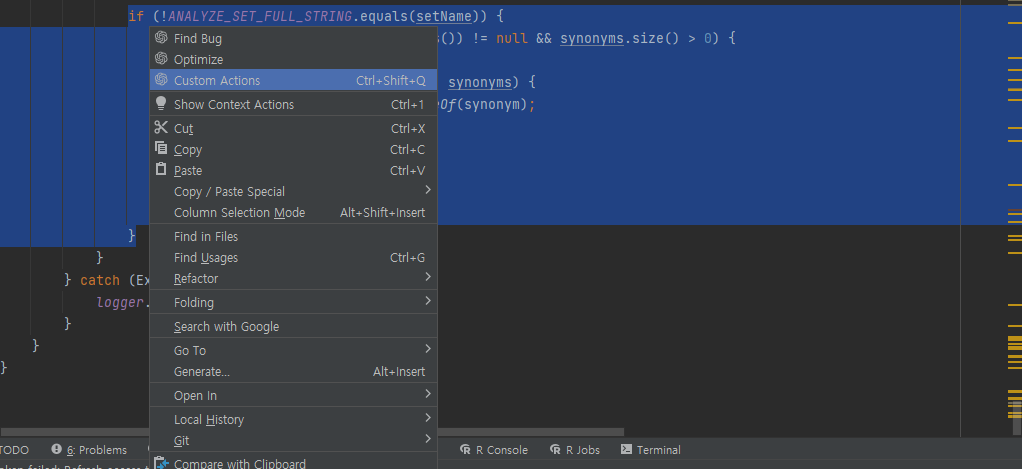 if (!ANALYZE_SET_FULL_STRING.equals(setName)) {
s()) != null && synonyms.size() > 0) {
synonyms) {
Of(synonym);
}
}
} catch (Ex
logger.
}
}
}
Find Bug
Optimize
Custom Actions Ctrl+Shift+Q
Show Context Actions Ctrl+1
Cut Ctrl+X
Copy Ctrl+C
Paste Ctrl+V
Copy / Paste Special
Column Selection Mode Alt+Shift+Insert
Find in Files
Find Usages Ctrl+G
Refactor
Folding
Search with Google
Go To
Generate... Alt+Insert
Open In
Local History
Git
Compare with Clipboard
TODO 6: Problems R Console R Jobs Terminal